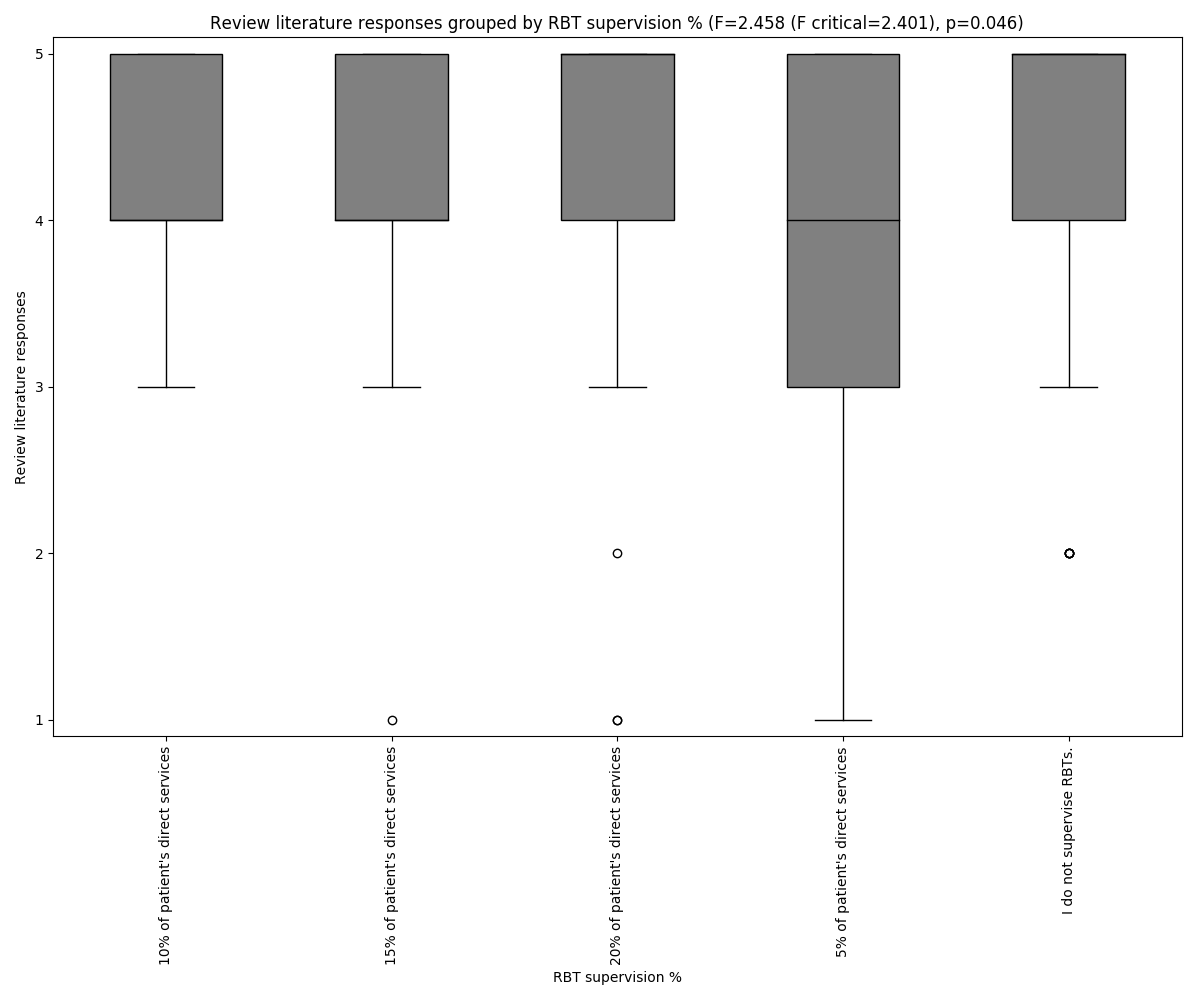 Review literature responses grouped by RBT supervision % (F=2.458 (F critical=2.401), p=0.046)
5
4
3
2
1
Review literature responses
10% of patient's direct services
15% of patient's direct services
20% of patient's direct services
5% of patient's direct services
I do not supervise RBTs.
RBT supervision %